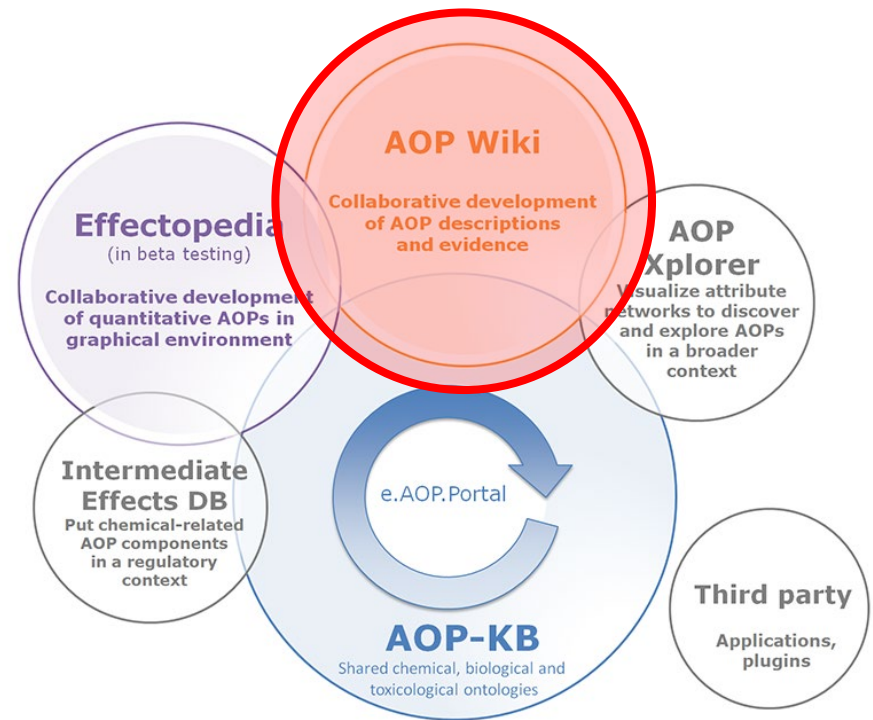 AOP Wiki
Collaborative development
of AOP descriptions
and evidence
Effectopedia
(in beta testing)
Collaborative development
of quantitative AOPs in
graphical environment
AOP
Xplorer
Visualize attribute
networks to discover
and explore AOPs
in a broader
context
Intermediate
Effects DB
Put chemical-related
AOP components
in a regulatory
context
e.AOP.Portal
AOP-KB
Shared chemical, biological and
toxicological ontologies
Third party
Applications,
plugins